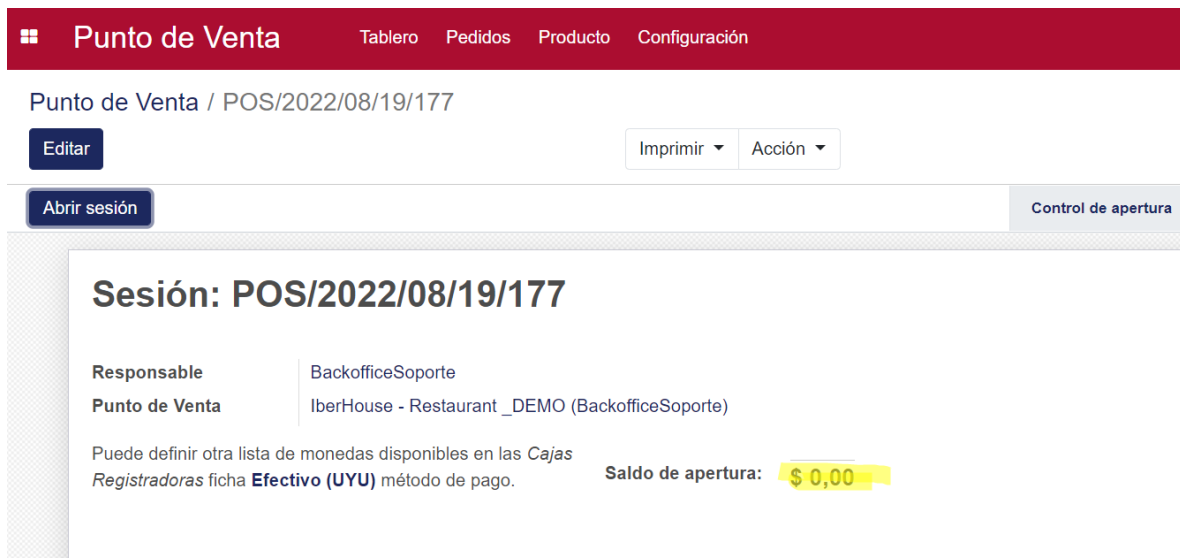 Punto de Venta Tablero Pedidos Producto Configuración
Punto de Venta / POS/2022/08/19/177
Editar Imprimir Acción
Abrir sesión Control de apertura
Sesión: POS/2022/08/19/177
Responsable BackofficeSoporte
Punto de Venta IberHouse - Restaurant _DEMO (BackofficeSoporte)
Puede definir otra lista de monedas disponibles en las Cajas
Registradoras ficha Efectivo (UYU) método de pago.
Saldo de apertura: $ 0,00